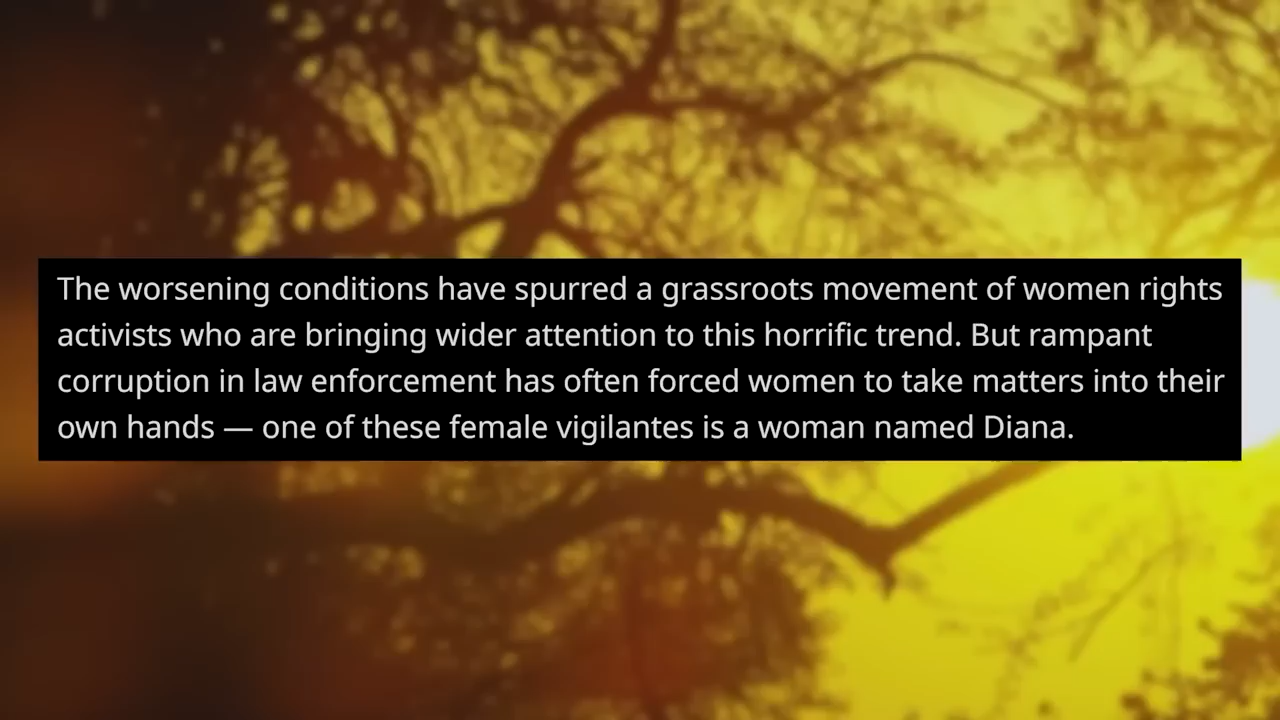 The worsening conditions have spurred a grassroots movement of women rights
activists who are bringing wider attention to this horrific trend. But rampant
corruption in law enforcement has often forced women to take matters into their
own hands — one of these female vigilantes is a woman named Diana.